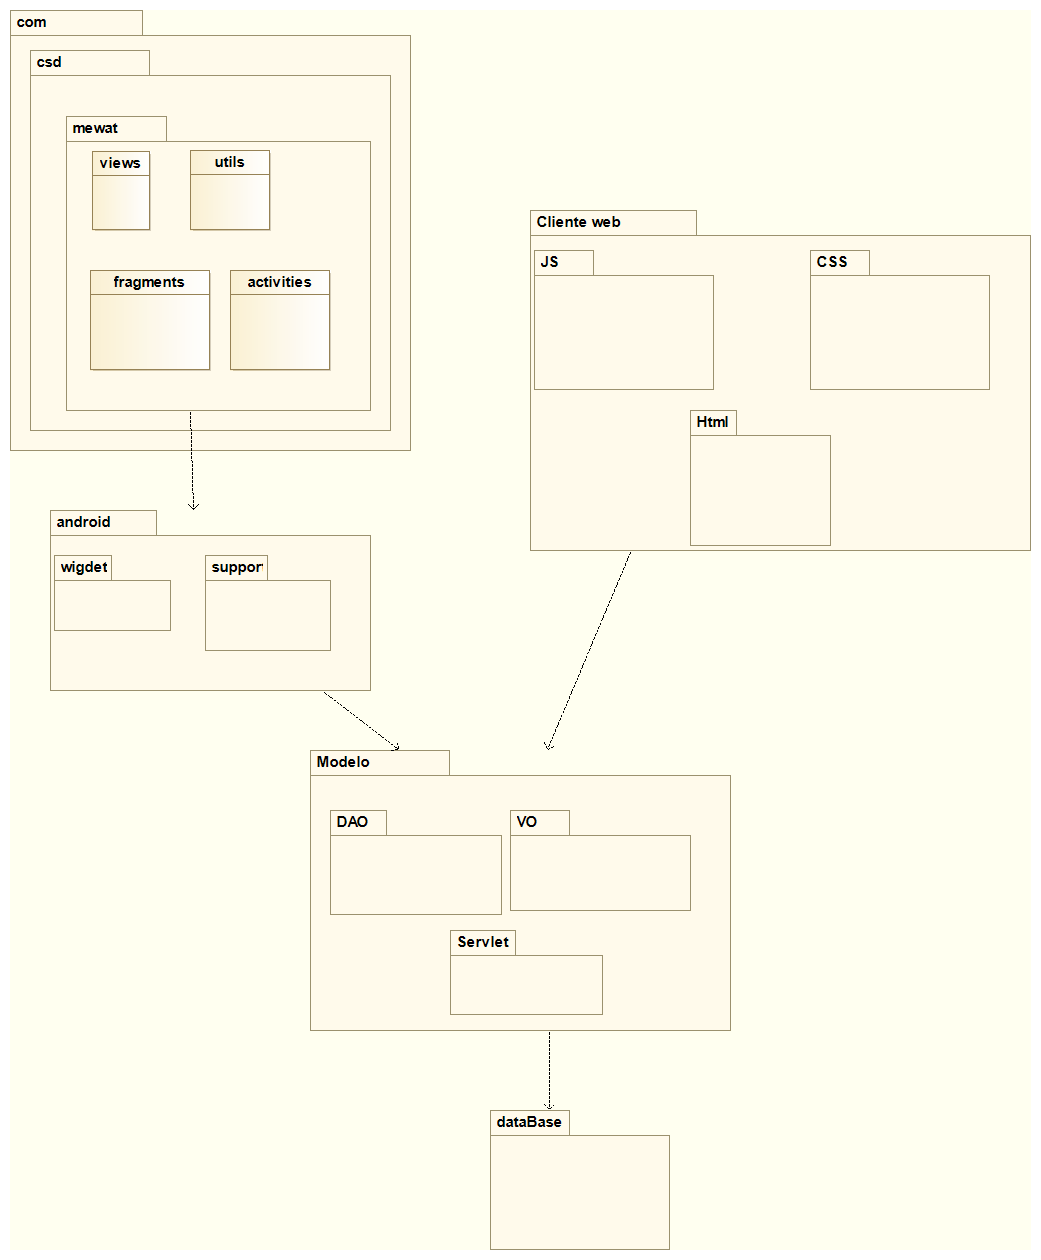 com
csd
mewat
views
utils
fragments
activities
Cliente web
JS
CSS
Html
android
wigdet
suppor
Modelo
DAO
VO
Servlet
dataBase